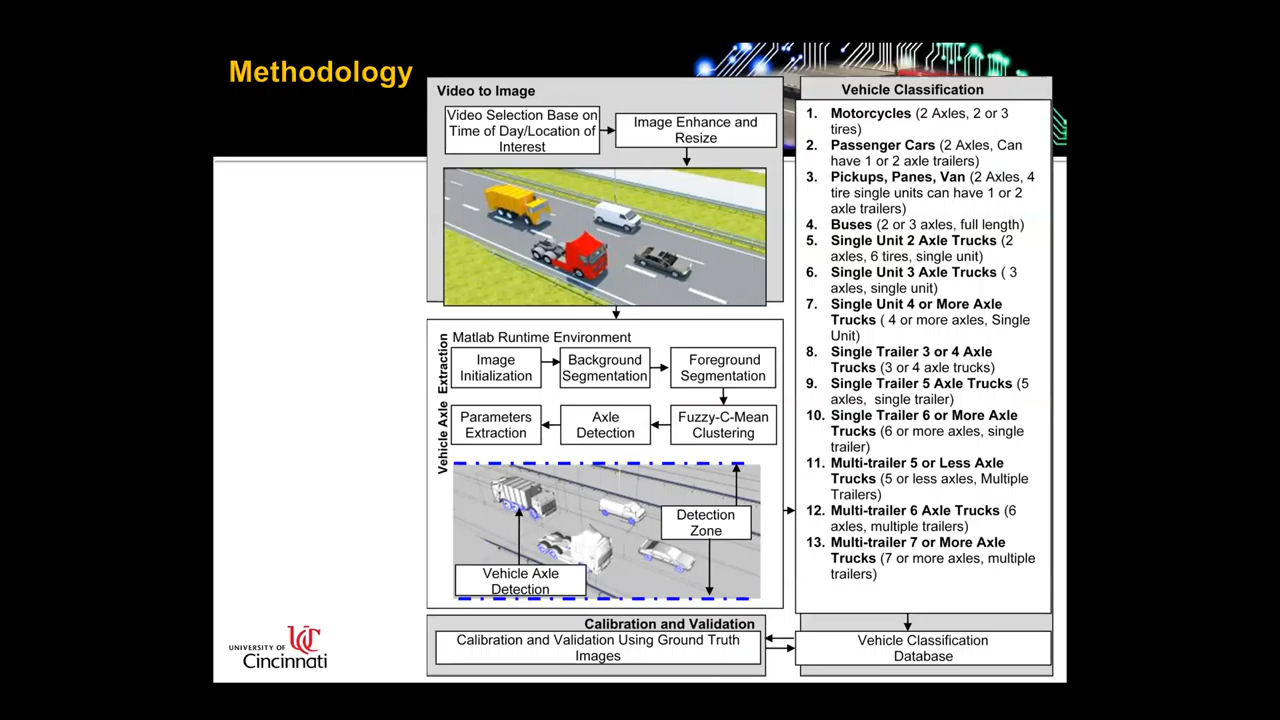 Methodology
Video to Image
Video Selection Base on
Time of Day/Location of
Interest
Image Enhance and
Resize
Vehicle Axle Extraction
Matlab Runtime Environment
Image
Initialization
Background
Segmentation
Foreground
Segmentation
Parameters
Extraction
Axle
Detection
Fuzzy-C-Mean
Clustering
Detection
Zone
Vehicle Axle
Detection
Calibration and Validation
Calibration and Validation Using Ground Truth
Images
Vehicle Classification
1. Motorcycles (2 Axles, 2 or 3
tires)
2. Passenger Cars (2 Axles, Can
have 1 or 2 axle trailers)
3. Pickups, Panes, Van (2 Axles, 4
tire single units can have 1 or 2
axle trailers)
4. Buses (2 or 3 axles, full length)
5. Single Unit 2 Axle Trucks (2
axles, 6 tires, single unit)
6. Single Unit 3 Axle Trucks ( 3
axles, single unit)
7. Single Unit 4 or More Axle
Trucks ( 4 or more axles, Single
Unit)
8. Single Trailer 3 or 4 Axle
Trucks (3 or 4 axle trucks)
9. Single Trailer 5 Axle Trucks (5
axles, single trailer)
10. Single Trailer 6 or More Axle
Trucks (6 or more axles, single
trailer)
11. Multi-trailer 5 or Less Axle
Trucks (5 or less axles, Multiple
Trailers)
12. Multi-trailer 6 Axle Trucks (6
axles, multiple trailers)
13. Multi-trailer 7 or More Axle
Trucks (7 or more axles, multiple
trailers)
Vehicle Classification
Database
UC
UNIVERSITY OF
Cincinnati